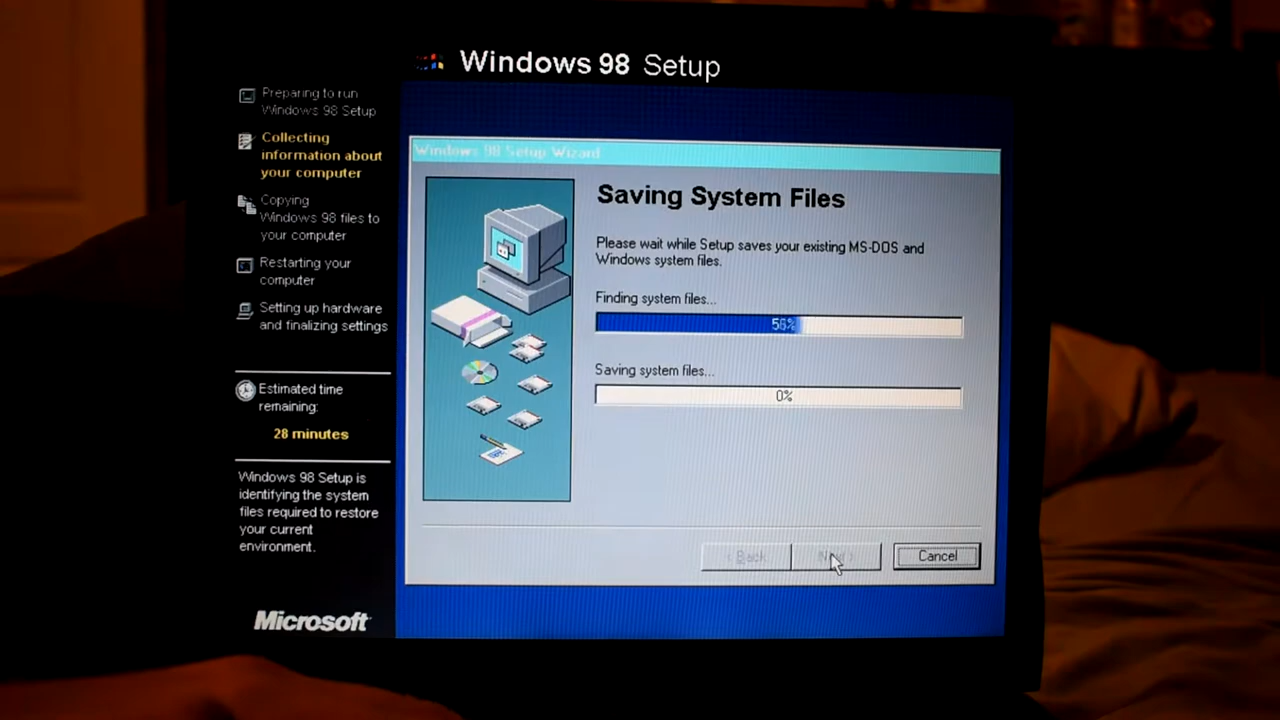 Windows 98 Setup
Preparing to run
Windows 98 Setup
Collecting
information about
your computer
Copying
Windows 98 files to
your computer
Restarting your
computer
Setting up hardware
and finalizing settings
Estimated time
remaining:
28 minutes
Windows 98 Setup is
identifying the system
files required to restore
your current
environment.
Microsoft
Windows 98 Setup Wizard
Saving System Files
Please wait while Setup saves your existing MS-DOS and
Windows system files.
Finding system files...
56%
Saving system files...
0%
< Back
Next >
Cancel